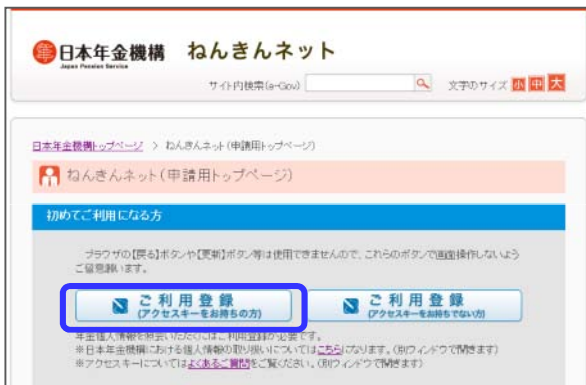 日本年金機構 ねんきんネット
Japan Pension Service
サイト内検索(e-Gov) 文字のサイズ 小 中 大
日本年金機構トップページ > ねんきんネット(申請用トップページ)
ねんきんネット(申請用トップページ)
初めてご利用になる方
ブラウザの【戻る】ボタンや【更新】ボタン等は使用できませんので、これらのボタンで画面操作しないよう
ご留意願います。
ご利用登録 ご利用登録
(アクセスキーをお持ちの方) (アクセスキーをお持ちでない方)
年金個人情報を照会いただくにはご利用登録が必要です。
※日本年金機構における個人情報の取り扱いについてはこちらになります。(別ウィンドウで開きます)
※アクセスキーについてはよくあるご質問をご覧ください。(別ウィンドウで開きます)